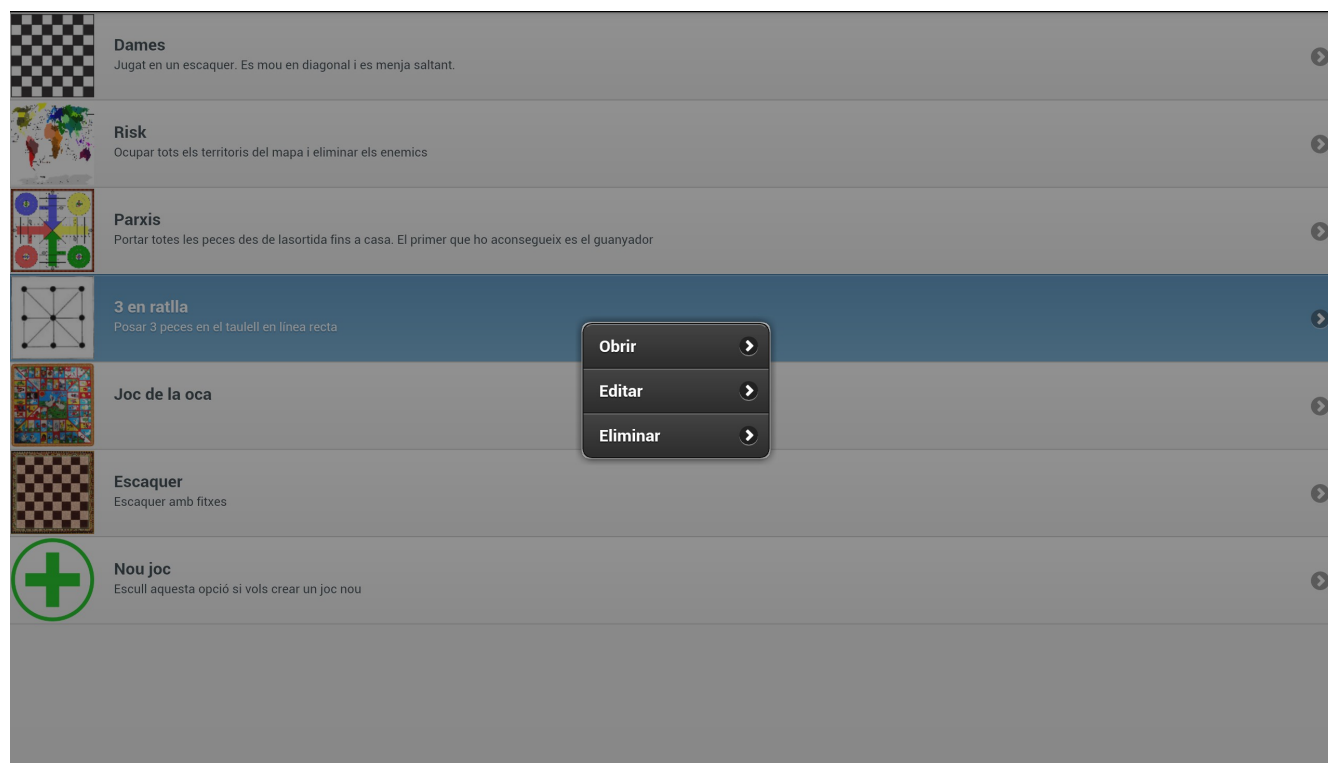 Dames
Jugat en un escaquer. Es mou en diagonal i es menja saltant.
Risk
Ocupar tots els territoris del mapa i eliminar els enemics
Parxis
Portar totes les peces des de lasortida fins a casa. El primer que ho aconsegueix es el guanyador
3 en ratlla
Posar 3 peces en el taulell en linea recta
Obrir
Editar
Eliminar
Joc de la oca
Escaquer
Escaquer amb fitxes
Nou joc
Escull aquesta opció si vols crear un joc nou